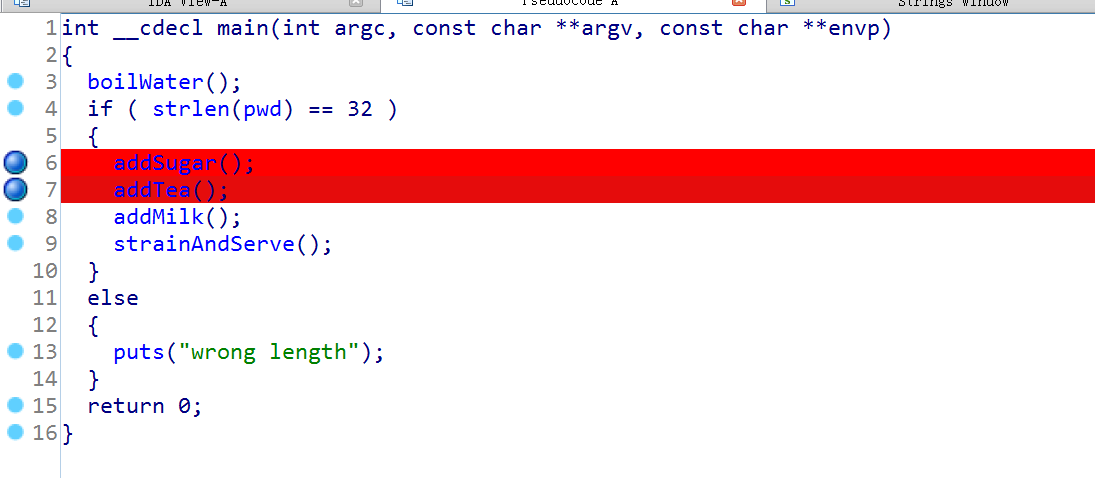 IDA View-A Pseudocode A Strings window
1 int __cdecl main(int argc, const char **argv, const char **envp)
2 {
3 boilWater();
4 if ( strlen(pwd) == 32 )
5 {
6 addSugar();
7 addTea();
8 addMilk();
9 strainAndServe();
10 }
11 else
12 {
13 puts("wrong length");
14 }
15 return 0;
16 }